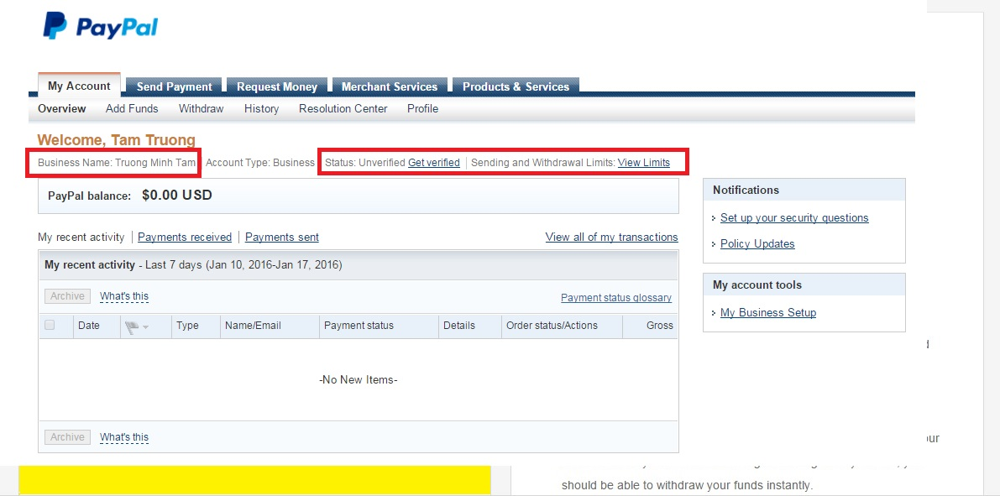 PayPal
My Account Send Payment Request Money Merchant Services Products & Services
Overview Add Funds Withdraw History Resolution Center Profile
Welcome, Tam Truong
Business Name: Truong Minh Tam Account Type: Business Status: Unverified Get verified Sending and Withdrawal Limits: View Limits
PayPal balance: $0.00 USD
Notifications
Set up your security questions
Policy Updates
My recent activity Payments received Payments sent View all of my transactions
My recent activity - Last 7 days (Jan 10, 2016-Jan 17, 2016)
My account tools
My Business Setup
Archive What's this Payment status glossary
Date Type Name/Email Payment status Details Order status/Actions Gross
-No New Items-
Archive What's this
should be able to withdraw your funds instantly.